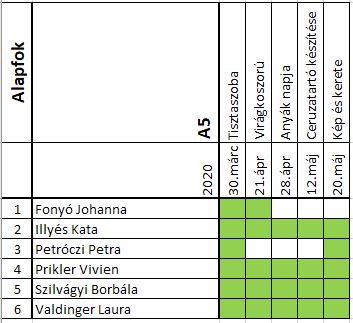 Alapfok
A5
Tisztaszoba
Virágkoszorú
Anyák napja
Ceruzatartó készítése
Kép és kerete
2020
30.márc
21.ápr
28.ápr
12.máj
20.máj
1 Fonyó Johanna
2 Illyés Kata
3 Petróczi Petra
4 Prikler Vivien
5 Szilvágyi Borbála
6 Valdinger Laura